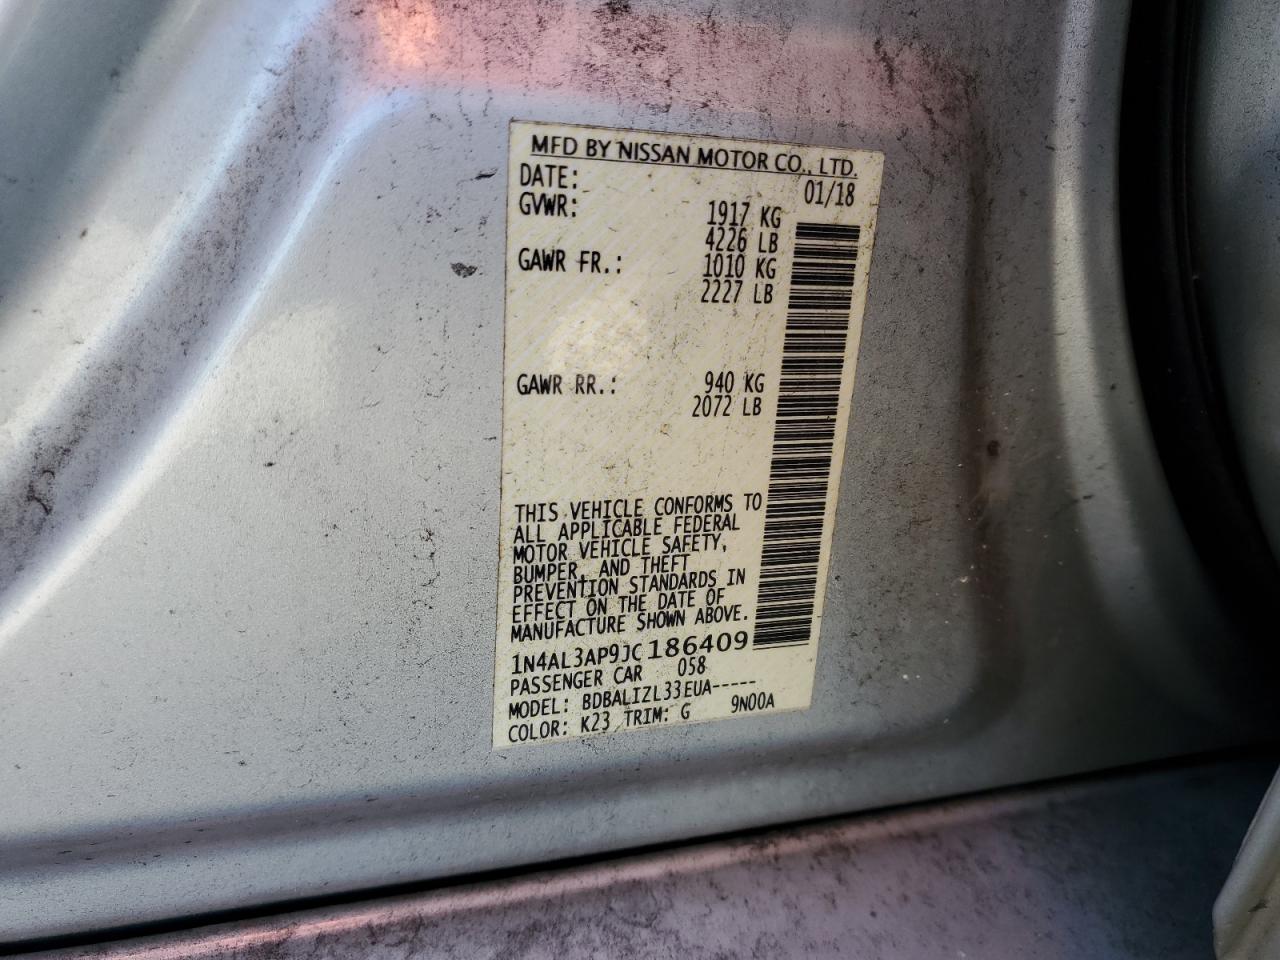 MFD BY NISSAN MOTOR CO., LTD.
DATE: 01/18
GVWR: 1917 KG
4226 LB
GAWR FR.: 1010 KG
2227 LB
GAWR RR.: 940 KG
2072 LB
THIS VEHICLE CONFORMS TO
ALL APPLICABLE FEDERAL
MOTOR VEHICLE SAFETY,
BUMPER, AND THEFT
PREVENTION STANDARDS IN
EFFECT ON THE DATE OF
MANUFACTURE SHOWN ABOVE.
1N4AL3AP9JC186409
PASSENGER CAR 058
MODEL: BDBALIZL33EUA-----
COLOR: K23 TRIM: G 9N00A